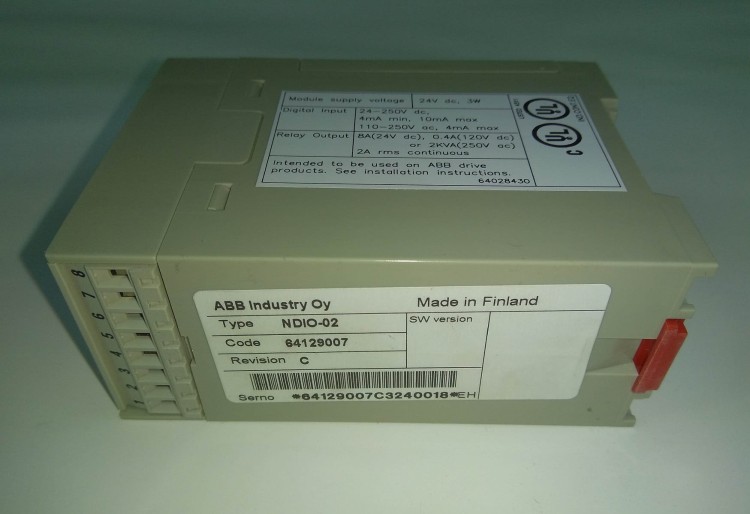 Module supply voltage 24V dc, 3W
Digital Input 24-250V dc,
4mA min, 10mA max
110-250V ac, 4mA max
Relay Output 8A(24V dc), 0.4A(120V dc)
or 2KVA(250V ac)
2A rms continuous
Intended to be used on ABB drive
products. See installation instructions.
64028430
UL
UL
C
ABB Industry Oy Made in Finland
Type NDIO-02 SW version
Code 64129007
Revision C
Serno *64129007C3240018*EH
8
7
6
5
4
3
2
1